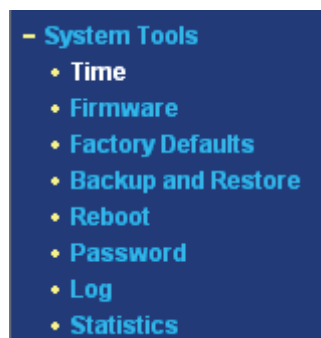 – System Tools
• Time
• Firmware
• Factory Defaults
• Backup and Restore
• Reboot
• Password
• Log
• Statistics